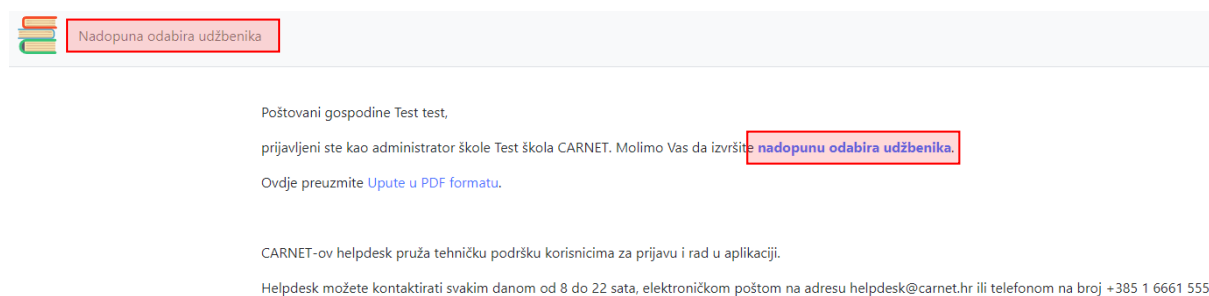 Nadopuna odabira udžbenika
Poštovani gospodine Test test,
prijavljeni ste kao administrator škole Test škola CARNET. Molimo Vas da izvršite nadopunu odabira udžbenika.
Ovdje preuzmite Upute u PDF formatu.
CARNET-ov helpdesk pruža tehničku podršku korisnicima za prijavu i rad u aplikaciji.
Helpdesk možete kontaktirati svakim danom od 8 do 22 sata, elektroničkom poštom na adresu helpdesk@carnet.hr ili telefonom na broj +385 1 6661 555